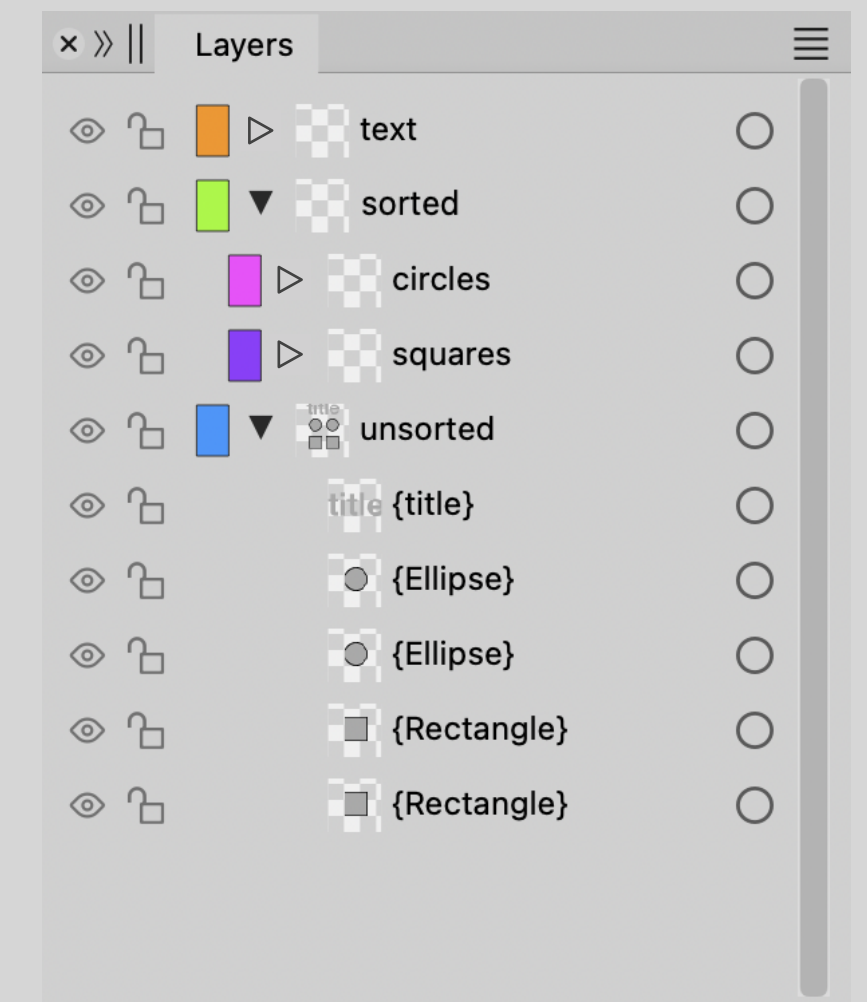 Layers
text
sorted
circles
squares
title
unsorted
title {title}
{Ellipse}
{Ellipse}
{Rectangle}
{Rectangle}